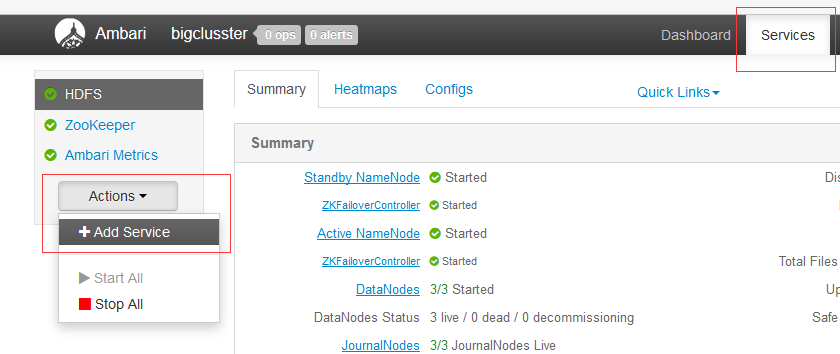 Ambari bigclusster 0 ops 0 alerts Dashboard Services
HDFS
ZooKeeper
Ambari Metrics
Actions
Add Service
Start All
Stop All
Summary Heatmaps Configs Quick Links
Summary
Standby NameNode Started
ZKFailoverController Started
Active NameNode Started
ZKFailoverController Started
DataNodes 3/3 Started
DataNodes Status 3 live / 0 dead / 0 decommissioning
JournalNodes 3/3 JournalNodes Live
Dis
Total Files
Up
Safe